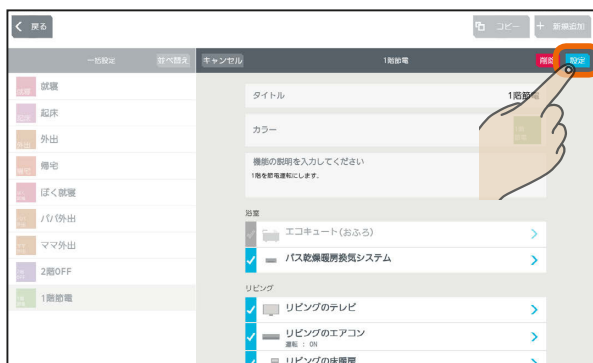 戻る
コピー
新規追加
一括設定
並べ替え
キャンセル
1階節電
削除
設定
就寝
起床
外出
帰宅
ぼく就寝
パパ外出
ママ外出
2階OFF
1階節電
タイトル
1階節電
カラー
機能の説明を入力してください
1階を節電運転にします。
浴室
エコキュート(おふろ)
バス乾燥暖房換気システム
リビング
リビングのテレビ
リビングのエアコン
運転 : ON
リビングの床暖房